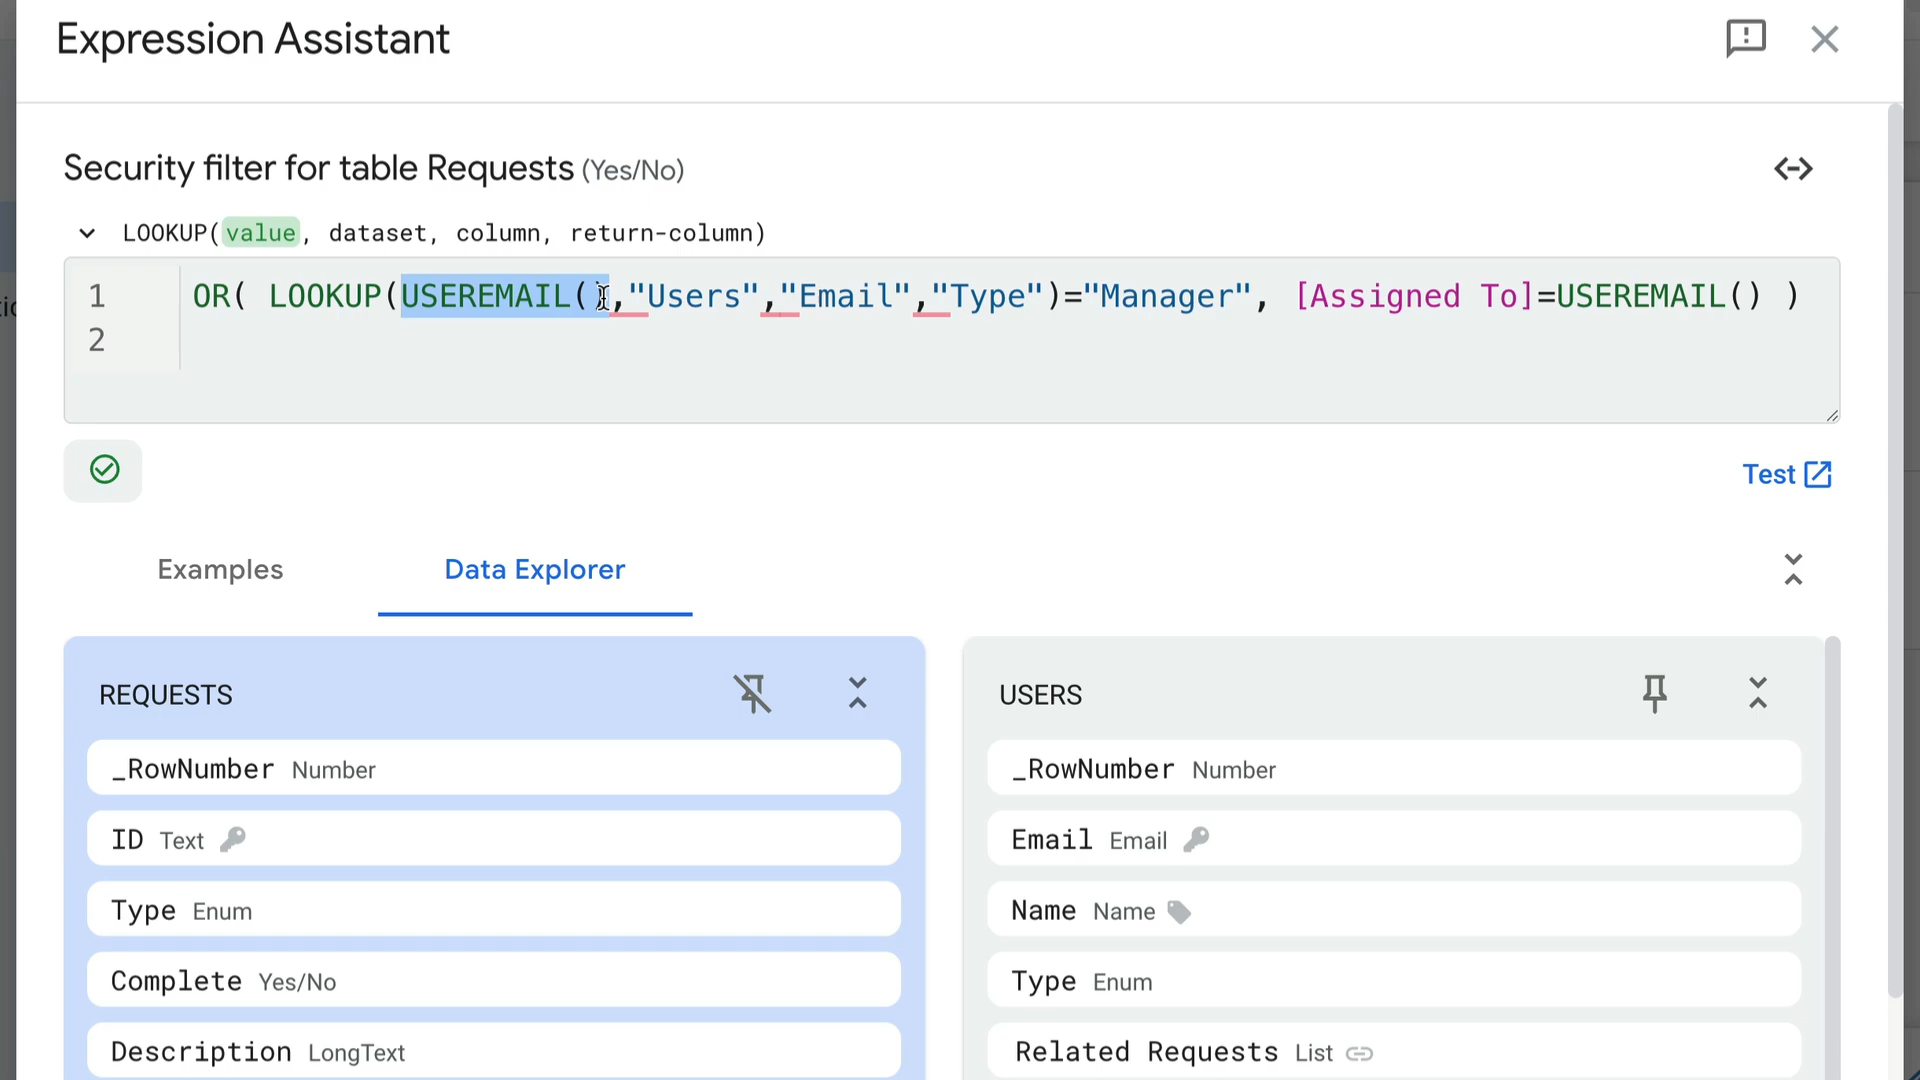 Expression Assistant
Security filter for table Requests (Yes/No)
LOOKUP(value, dataset, column, return-column)
1 OR( LOOKUP(USEREMAIL(),"Users","Email","Type")="Manager", [Assigned To]=USEREMAIL() )
2
Test
Examples Data Explorer
REQUESTS
_RowNumber Number
ID Text
Type Enum
Complete Yes/No
Description LongText
USERS
_RowNumber Number
Email Email
Name Name
Type Enum
Related Requests List